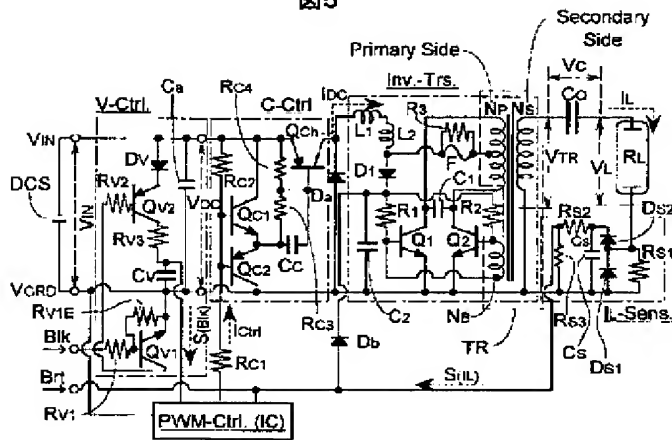 図5
Secondary
Side
Primary Side
Inv.-Trs.
Vc
Ca
RC4
iDC
V-Ctrl.
C-Ctrl
R3
NP
NS
Co
IL
VIN
QCh
L1
L2
DV
RC2
F
VTR
VL
RL
DCS
VIN
RV2
QV2
VDC
QC1
Da
D1
C1
RV3
R1
R2
RS2
DS2
CC
Q1
Q2
Cs
RS1
CV
QC2
VGRD
RV1E
S(Blk)
ICtrl
RC3
C2
NB
RS3
IL-Sens.
Blk
QV1
Db
TR
Cs
DS1
Brt
RC1
S(IL)
RV1
PWM-Ctrl. (IC)